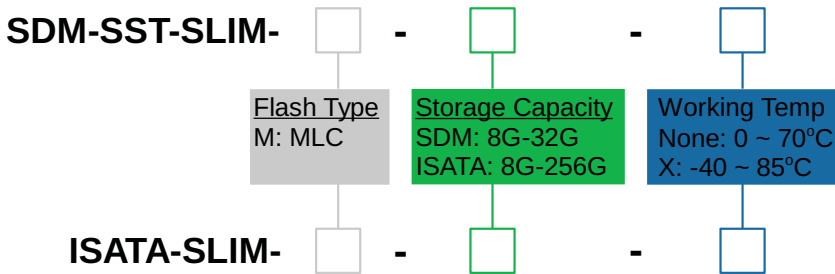 SDM-SST-SLIM- - -
Flash Type
M: MLC
Storage Capacity
SDM: 8G-32G
ISATA: 8G-256G
Working Temp
None: 0 ~ 70°C
X: -40 ~ 85°C
ISATA-SLIM- - -